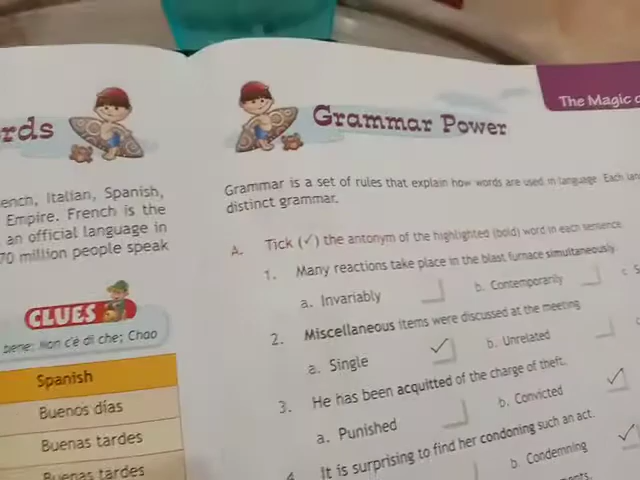 rds
ench, Italian, Spanish,
Empire. French is the
an official language in
70 million people speak
CLUES
bene; Non c'è di che; Chao
Spanish
Buenos días
Buenas tardes
Buenas tardes
The Magic o
Grammar Power
Grammar is a set of rules that explain how words are used in language. Each lan
distinct grammar.
A. Tick (✓) the antonym of the highlighted (bold) word in each sentence.
1. Many reactions take place in the blast furnace simultaneously.
a. Invariably b. Contemporarily c. S
2. Miscellaneous items were discussed at the meeting.
a. Single ✓ b. Unrelated c
3. He has been acquitted of the charge of theft.
a. Punished b. Convicted ✓
4 It is surprising to find her condoning such an act.
b. Condemning ✓